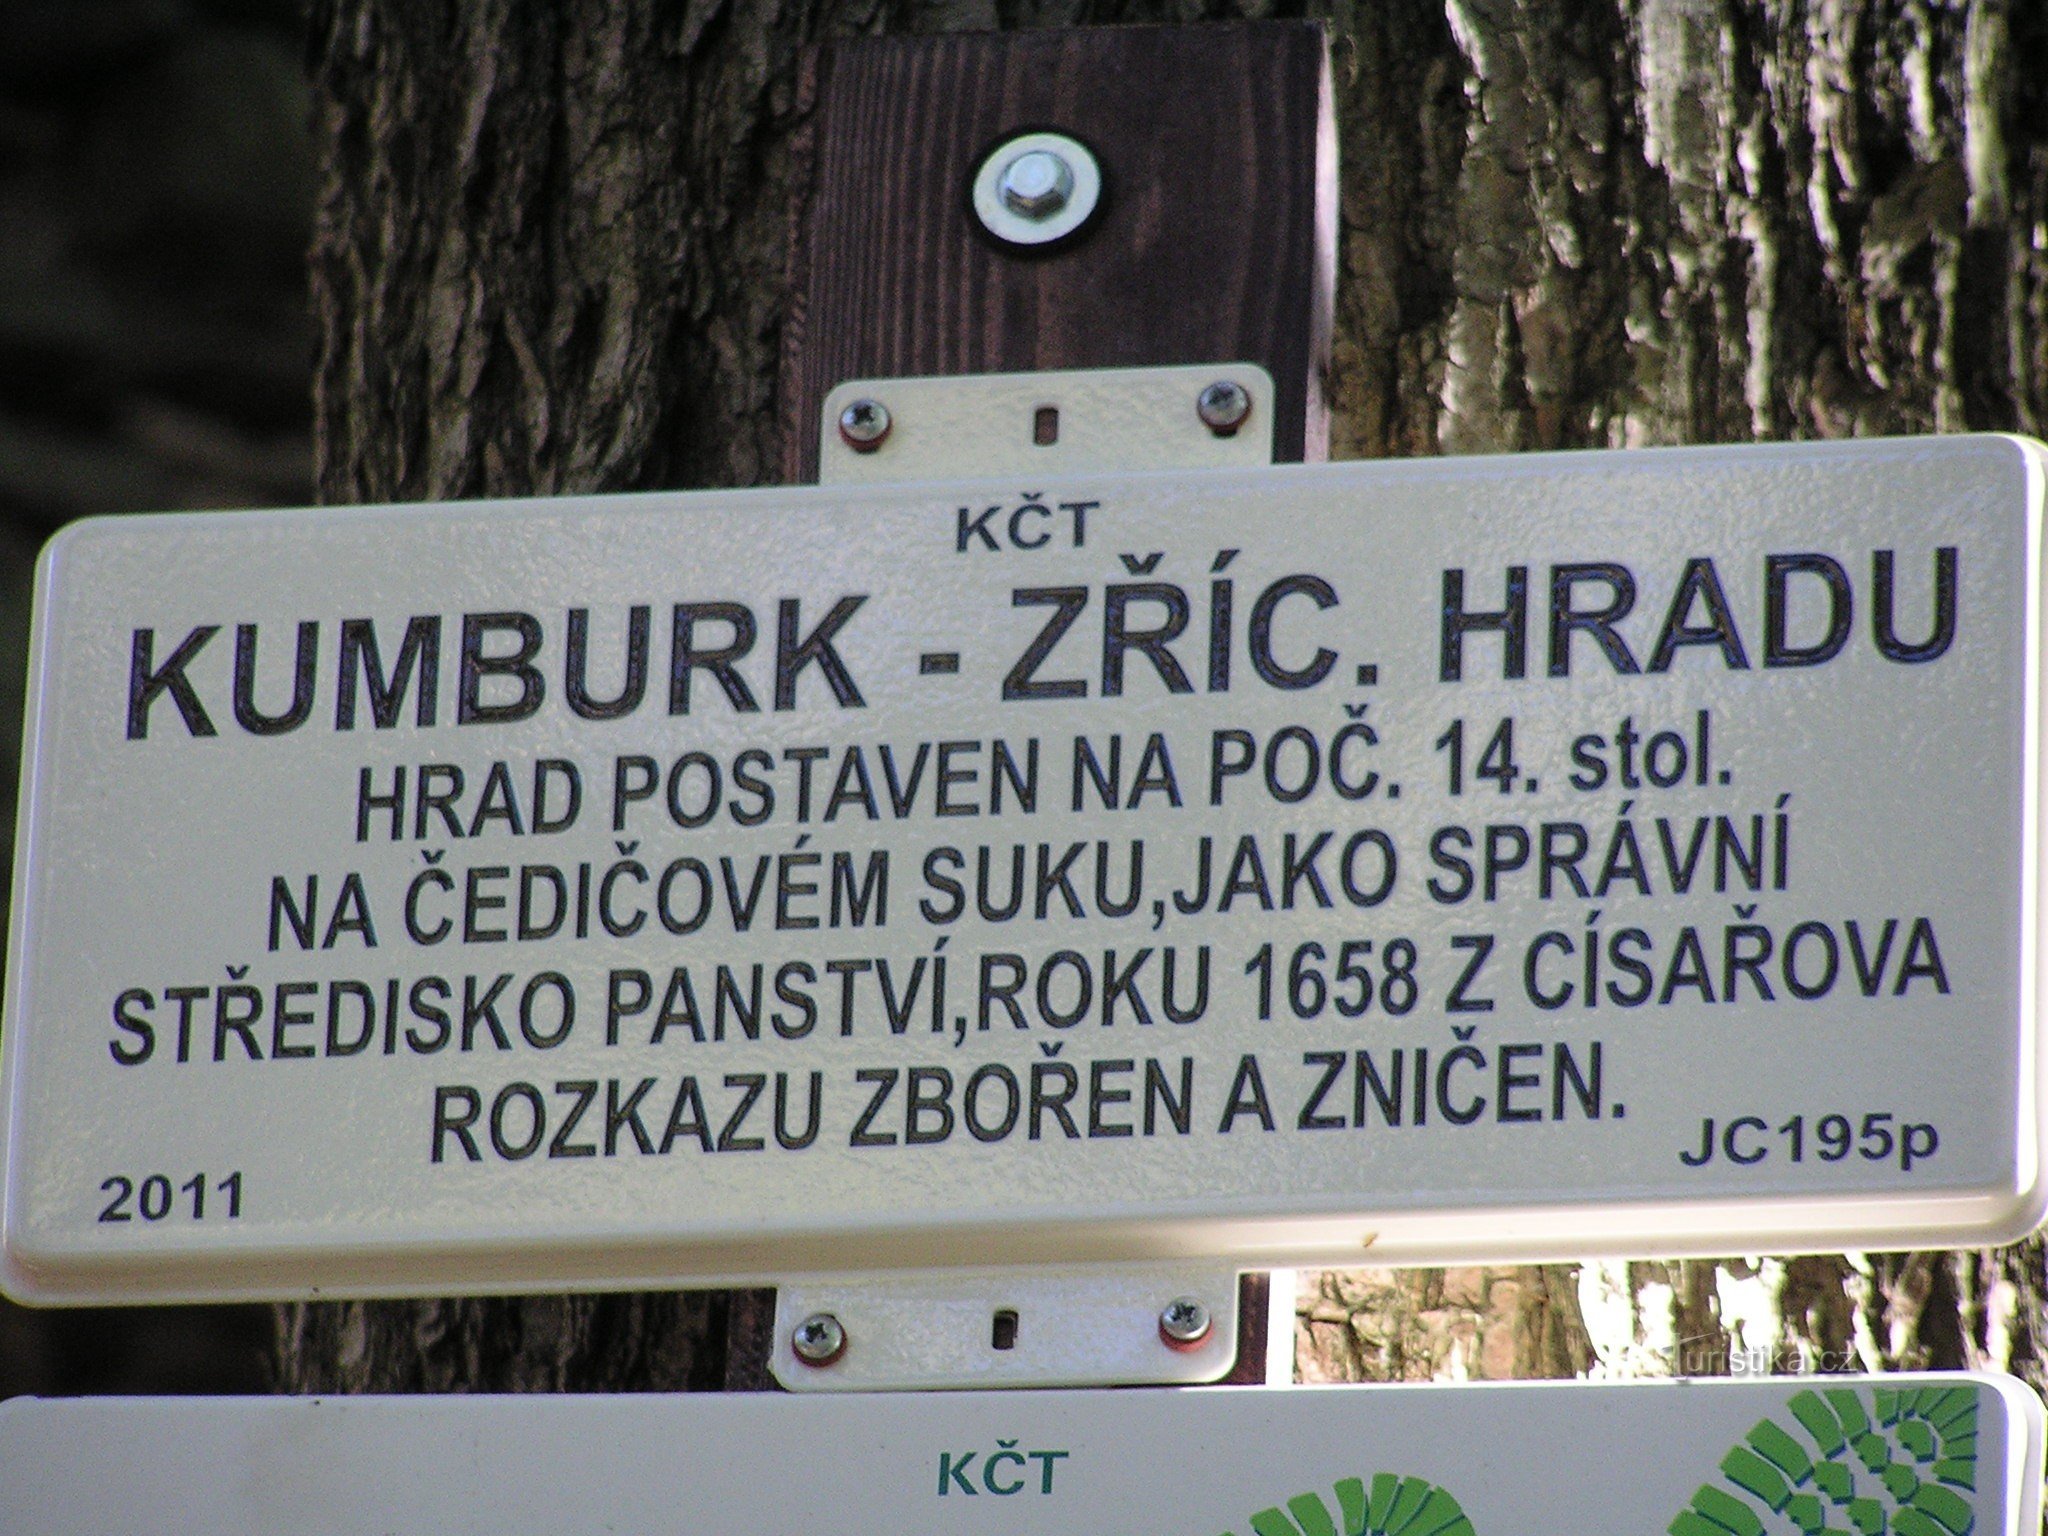 KČT
KUMBURK - ZŘÍC. HRADU
HRAD POSTAVEN NA POČ. 14. stol.
NA ČEDIČOVÉM SUKU,JAKO SPRÁVNÍ
STŘEDISKO PANSTVÍ,ROKU 1658 Z CÍSAŘOVA
ROZKAZU ZBOŘEN A ZNIČEN.
2011 JC195p
Turistika.cz
KČT